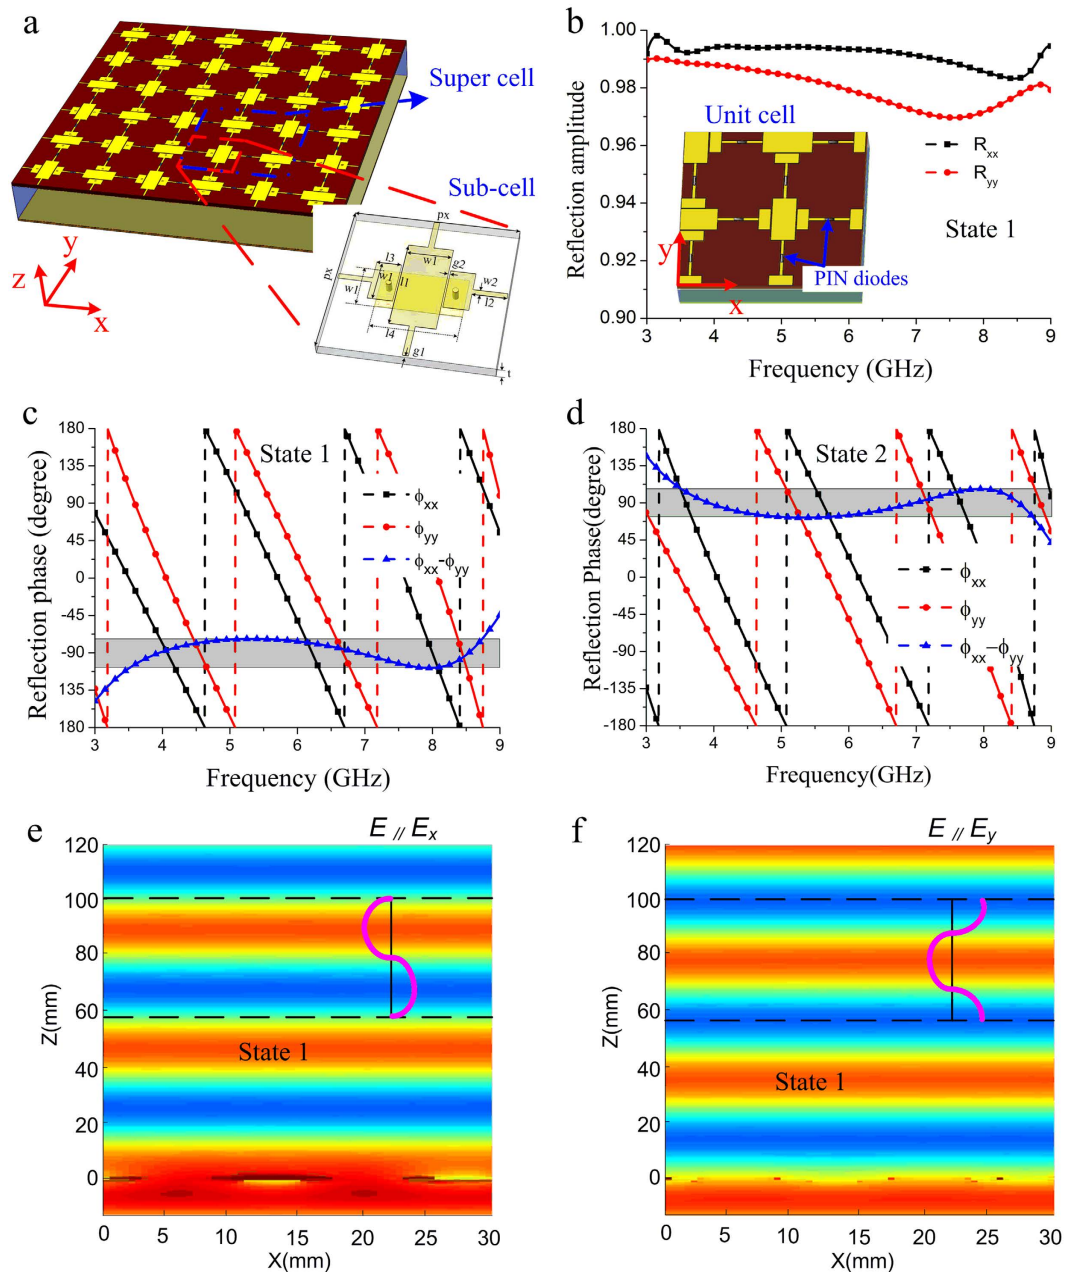 a
Super cell
Sub-cell
px
px
l3
w1
g2
w1
l1
w1
w2
l2
l4
g1
t
z
y
x
b
1.00
0.98
0.96
0.94
0.92
0.90
Reflection amplitude
Unit cell
R_xx
R_yy
State 1
PIN diodes
y
x
3 4 5 6 7 8 9
Frequency (GHz)
c
180
135
90
45
0
-45
-90
135
180
Reflection phase (degree)
State 1
ϕ_xx
ϕ_yy
ϕ_xx-ϕ_yy
3 4 5 6 7 8 9
Frequency (GHz)
d
180
135
90
45
0
-45
-90
-135
-180
Reflection Phase(degree)
State 2
ϕ_xx
ϕ_yy
ϕ_xx-ϕ_yy
3 4 5 6 7 8 9
Frequency(GHz)
e
E // E_x
120
100
80
60
40
20
0
Z(mm)
State 1
0 5 10 15 20 25 30
X(mm)
f
E // E_y
120
100
80
60
40
20
0
Z(mm)
State 1
0 5 10 15 20 25 30
X(mm)